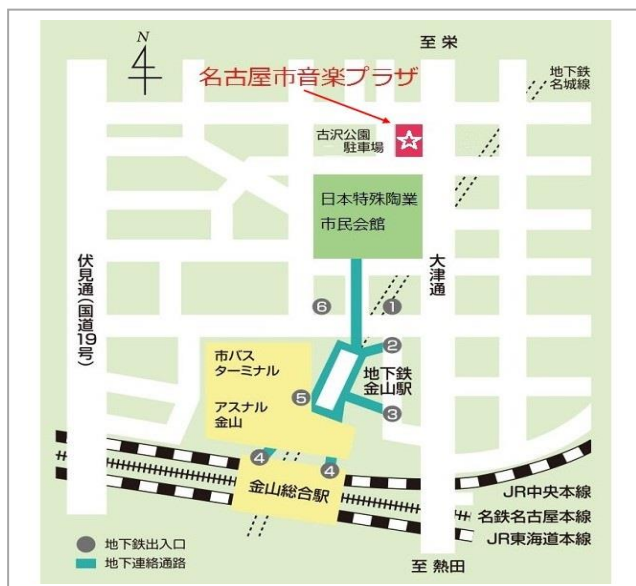 N
至 栄
名古屋市音楽プラザ
地下鉄
名城線
古沢公園
駐車場
日本特殊陶業
市民会館
伏見通(国道19号)
大津通
6
1
2
市バス
ターミナル
地下鉄
金山駅
5
アスナル
金山
3
4
4
金山総合駅
JR中央本線
名鉄名古屋本線
JR東海道本線
地下鉄出入口
地下連絡通路
至 熱田